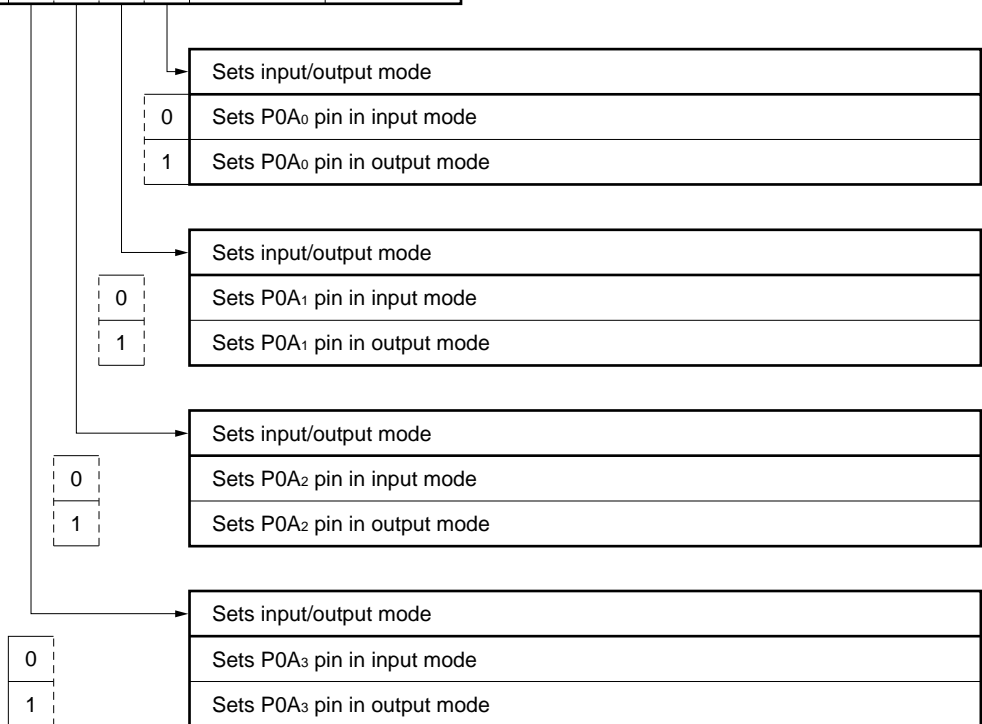 Sets input/output mode
0 Sets P0A₀ pin in input mode
1 Sets P0A₀ pin in output mode
Sets input/output mode
0 Sets P0A₁ pin in input mode
1 Sets P0A₁ pin in output mode
Sets input/output mode
0 Sets P0A₂ pin in input mode
1 Sets P0A₂ pin in output mode
Sets input/output mode
0 Sets P0A₃ pin in input mode
1 Sets P0A₃ pin in output mode